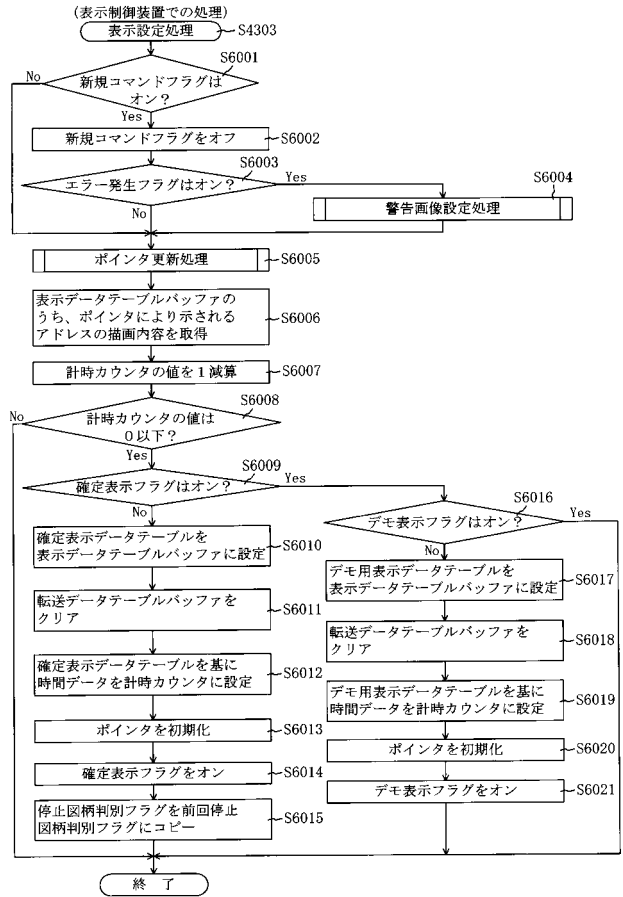 (表示制御装置での処理)
表示設定処理
S4303
S6001
新規コマンドフラグは
オン?
No
Yes
新規コマンドフラグをオフ
S6002
S6003
エラー発生フラグはオン?
Yes
No
S6004
警告画像設定処理
ポインタ更新処理
S6005
表示データテーブルバッファの
うち、ポインタにより示される
アドレスの描画内容を取得
S6006
計時カウンタの値を1減算
S6007
S6008
計時カウンタの値は
0以下?
No
Yes
S6009
確定表示フラグはオン?
Yes
No
S6016
デモ表示フラグはオン?
Yes
No
確定表示データテーブルを
表示データテーブルバッファに設定
S6010
転送データテーブルバッファを
クリア
S6011
確定表示データテーブルを基に
時間データを計時カウンタに設定
S6012
ポインタを初期化
S6013
確定表示フラグをオン
S6014
停止図柄判別フラグを前回停止
図柄判別フラグにコピー
S6015
デモ用表示データテーブルを
表示データテーブルバッファに設定
S6017
転送データテーブルバッファを
クリア
S6018
デモ用表示データテーブルを基に
時間データを計時カウンタに設定
S6019
ポインタを初期化
S6020
デモ表示フラグをオン
S6021
終了